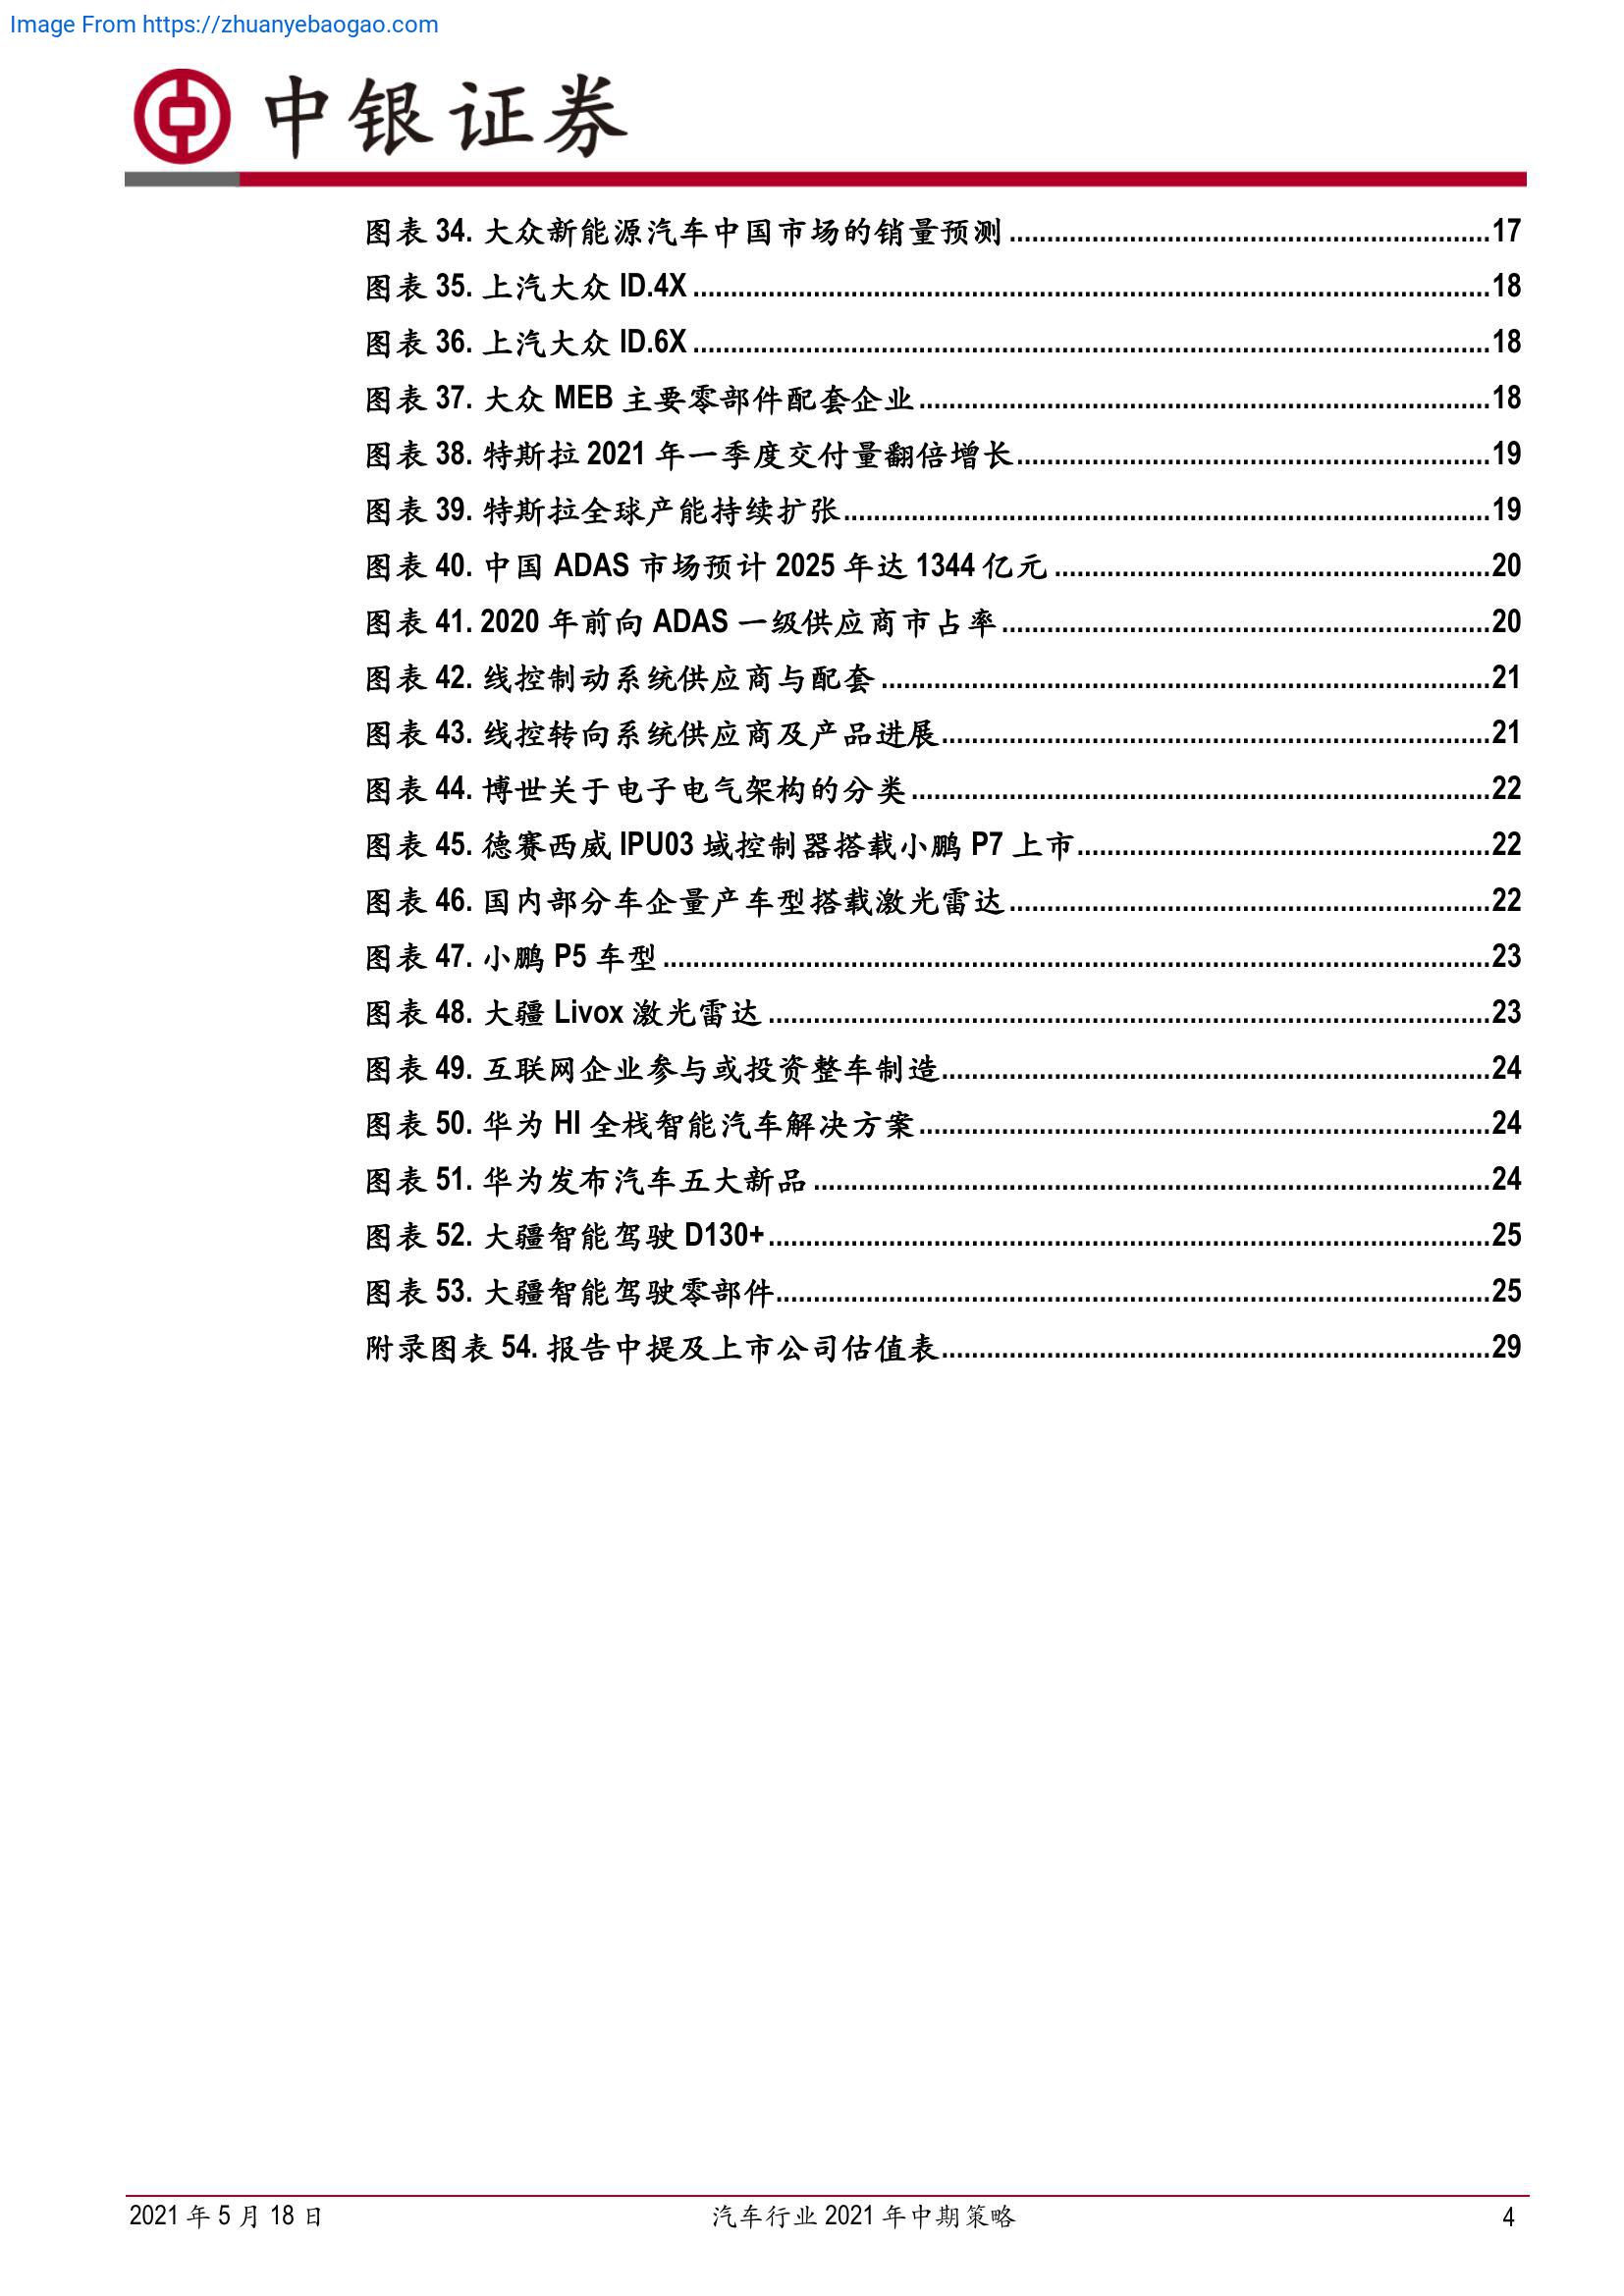 Image From https://zhuanyebaogao.com
中银证券
图表 34. 大众新能源汽车中国市场的销量预测................................................................17
图表 35. 上汽大众 ID.4X..........................................................................................................18
图表 36. 上汽大众 ID.6X..........................................................................................................18
图表 37. 大众 MEB 主要零部件配套企业............................................................................18
图表 38. 特斯拉 2021 年一季度交付量翻倍增长...............................................................19
图表 39. 特斯拉全球产能持续扩张......................................................................................19
图表 40. 中国 ADAS 市场预计 2025 年达 1344 亿元..........................................................20
图表 41. 2020 年前向 ADAS 一级供应商市占率.................................................................20
图表 42. 线控制动系统供应商与配套.................................................................................21
图表 43. 线控转向系统供应商及产品进展.........................................................................21
图表 44. 博世关于电子电气架构的分类.............................................................................22
图表 45. 德赛西威 IPU03 域控制器搭载小鹏 P7 上市.......................................................22
图表 46. 国内部分车企量产车型搭载激光雷达................................................................22
图表 47. 小鹏 P5 车型..............................................................................................................23
图表 48. 大疆 Livox 激光雷达................................................................................................23
图表 49. 互联网企业参与或投资整车制造.........................................................................24
图表 50. 华为 HI 全栈智能汽车解决方案............................................................................24
图表 51. 华为发布汽车五大新品..........................................................................................24
图表 52. 大疆智能驾驶 D130+................................................................................................25
图表 53. 大疆智能驾驶零部件...............................................................................................25
附录图表 54. 报告中提及上市公司估值表.........................................................................29
2021 年 5 月 18 日
汽车行业 2021 年中期策略
4